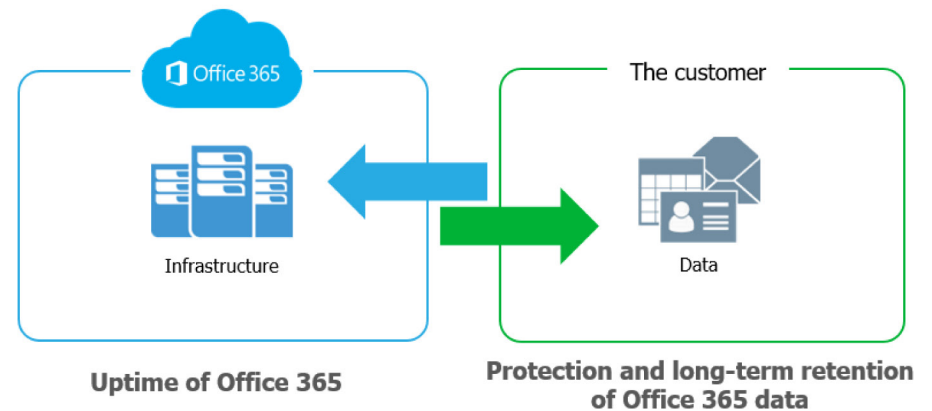 Office 365
The customer
Infrastructure
Data
Uptime of Office 365
Protection and long-term retention
of Office 365 data